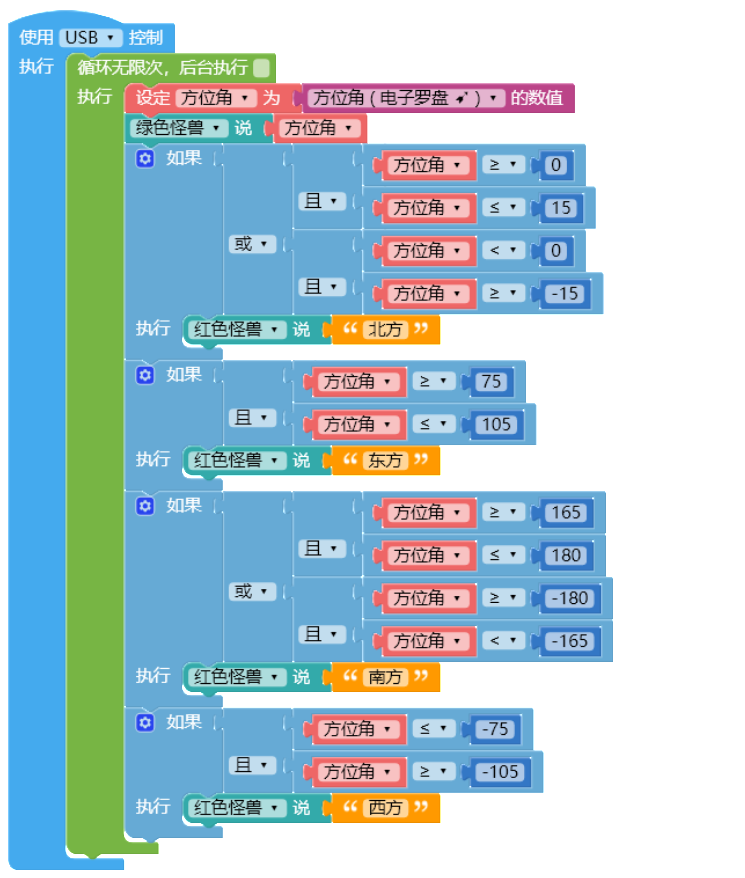 使用 USB 控制
执行 循环无限次，后台执行
执行 设定 方位角 为 方位角 ( 电子罗盘 ➶ ) 的数值
绿色怪兽 说 方位角
如果 方位角 ≥ 0
且 方位角 ≤ 15
或 方位角 < 0
且 方位角 ≥ -15
执行 红色怪兽 说 “ 北方 ”
如果 方位角 ≥ 75
且 方位角 ≤ 105
执行 红色怪兽 说 “ 东方 ”
如果 方位角 ≥ 165
且 方位角 ≤ 180
或 方位角 ≥ -180
且 方位角 < -165
执行 红色怪兽 说 “ 南方 ”
如果 方位角 ≤ -75
且 方位角 ≥ -105
执行 红色怪兽 说 “ 西方 ”